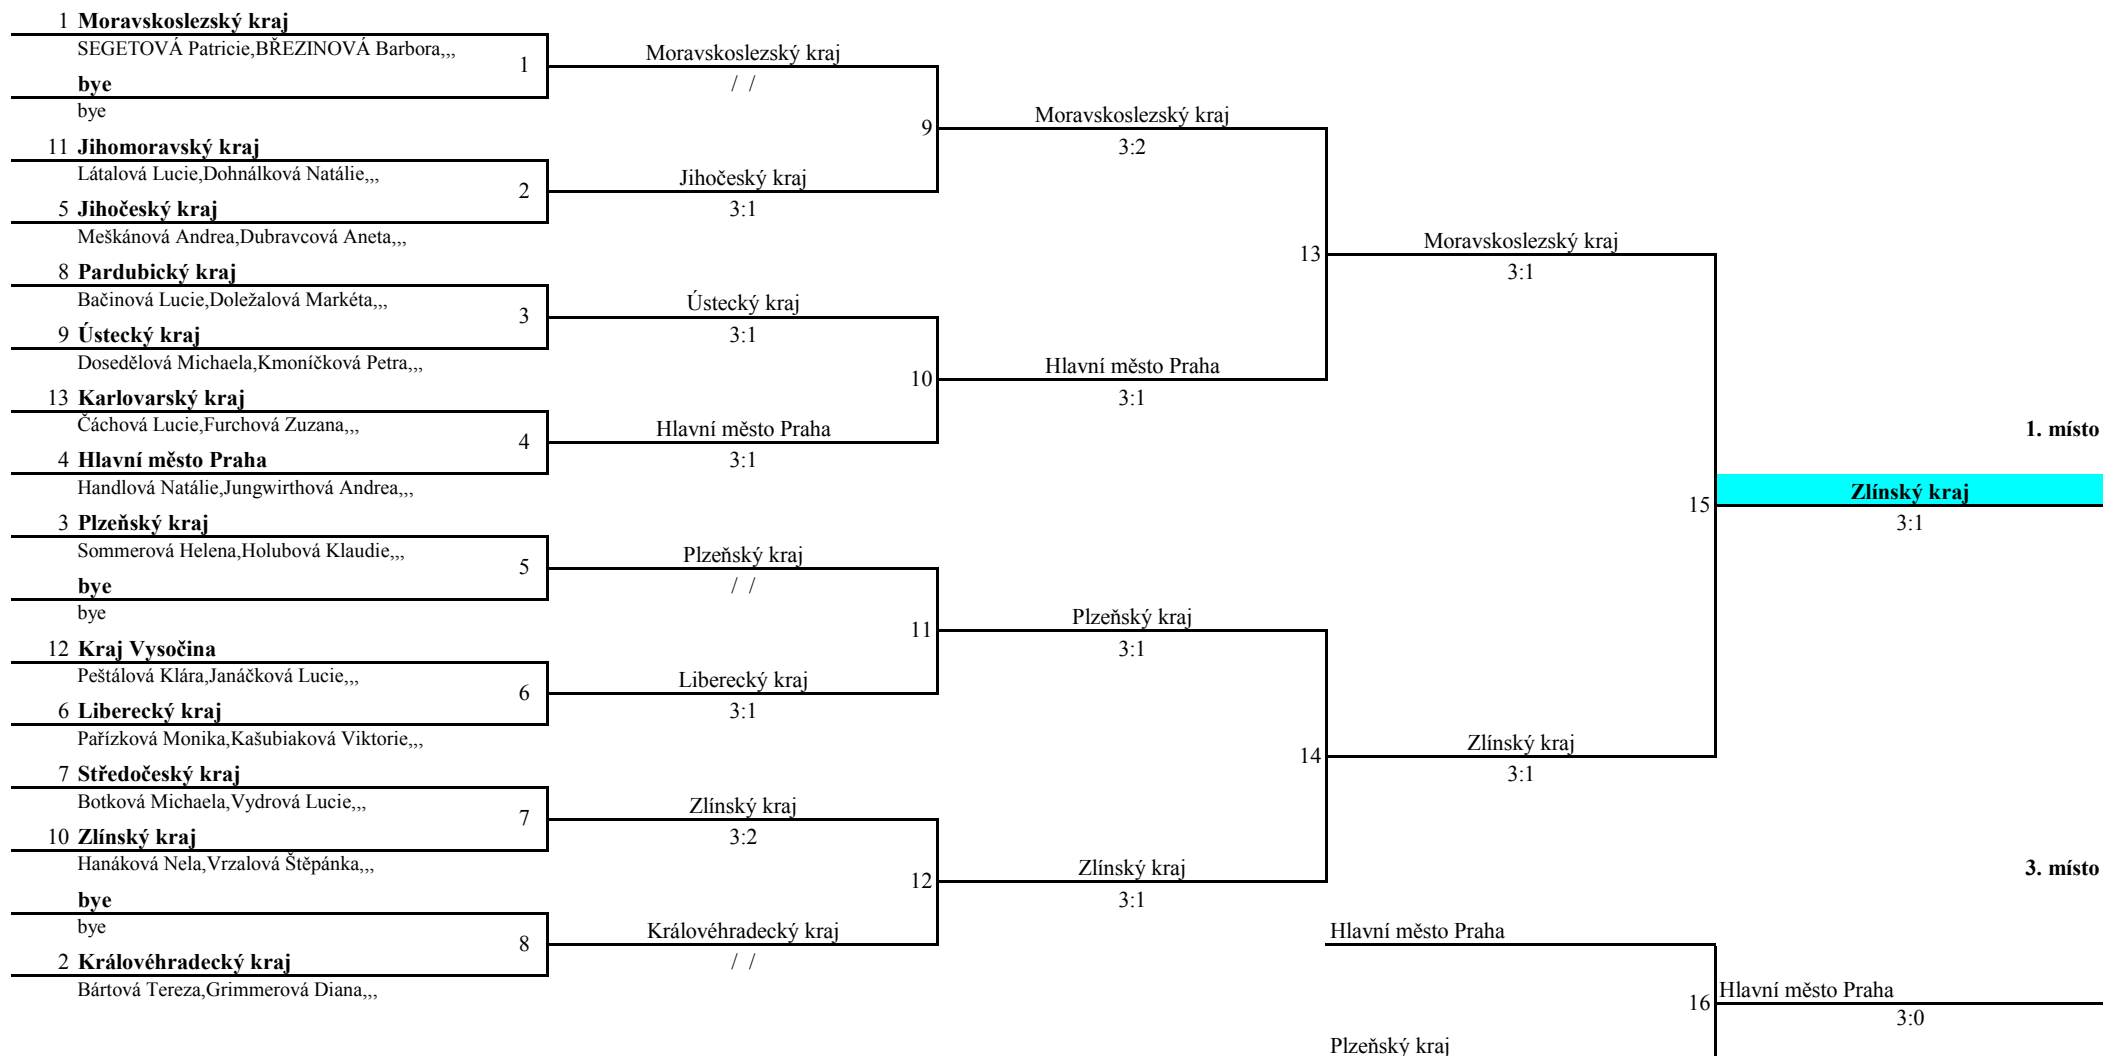 1 Moravskoslezský kraj
SEGETOVÁ Patricie,BŘEZINOVÁ Barbora,,,
1
bye
bye
11 Jihomoravský kraj
Látalová Lucie,Dohnálková Natálie,,,
2
5 Jihočeský kraj
Meškánová Andrea,Dubravcová Aneta,,,
8 Pardubický kraj
Bačinová Lucie,Doležalová Markéta,,,
3
9 Ústecký kraj
Dosedělová Michaela,Kmoníčková Petra,,,
13 Karlovarský kraj
Čáchová Lucie,Furchová Zuzana,,,
4
4 Hlavní město Praha
Handlová Natálie,Jungwirthová Andrea,,,
3 Plzeňský kraj
Sommerová Helena,Holubová Klaudie,,,
5
bye
bye
12 Kraj Vysočina
Peštálová Klára,Janáčková Lucie,,,
6
6 Liberecký kraj
Pařízková Monika,Kašubiaková Viktorie,,,
7 Středočeský kraj
Botková Michaela,Vydrová Lucie,,,
7
10 Zlínský kraj
Hanáková Nela,Vrzalová Štěpánka,,,
bye
bye
8
2 Královéhradecký kraj
Bártová Tereza,Grimmerová Diana,,,
Moravskoslezský kraj
/ /
9
Jihočeský kraj
3:1
Ústecký kraj
3:1
10
Hlavní město Praha
3:1
Plzeňský kraj
/ /
11
Liberecký kraj
3:1
Zlínský kraj
3:2
12
Královéhradecký kraj
/ /
Moravskoslezský kraj
3:2
13
Hlavní město Praha
3:1
Plzeňský kraj
3:1
14
Zlínský kraj
3:1
Moravskoslezský kraj
3:1
15
Zlínský kraj
3:1
1. místo
Zlínský kraj
3:1
3. místo
Hlavní město Praha
16 Hlavní město Praha
3:0
Plzeňský kraj